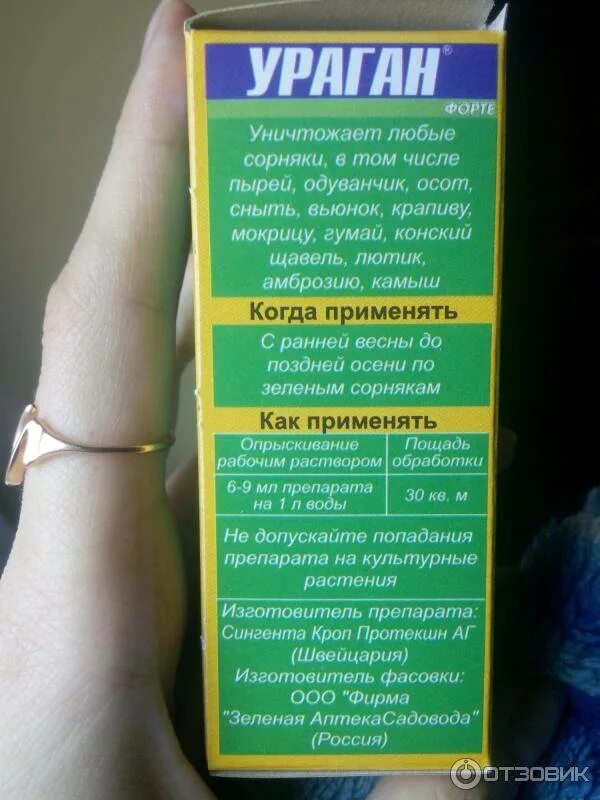 УРАГАН®
ФОРТЕ
Уничтожает любые
сорняки, в том числе
пырей, одуванчик, осот,
сныть, вьюнок, крапиву,
мокрицу, гумай, конский
щавель, лютик,
амброзию, камыш
Когда применять
С ранней весны до
поздней осени по
зеленым сорнякам
Как применять
Опрыскивание
рабочим раствором
Пощадь
обработки
6-9 мл препарата
на 1 л воды
30 кв. м
Не допускайте попадания
препарата на культурные
растения
Изготовитель препарата:
Сингента Кроп Протекшн АГ
(Швейцария)
Изготовитель фасовки:
ООО "Фирма
"Зеленая АптекаСадовода"
(Россия)
ОТЗОВИК